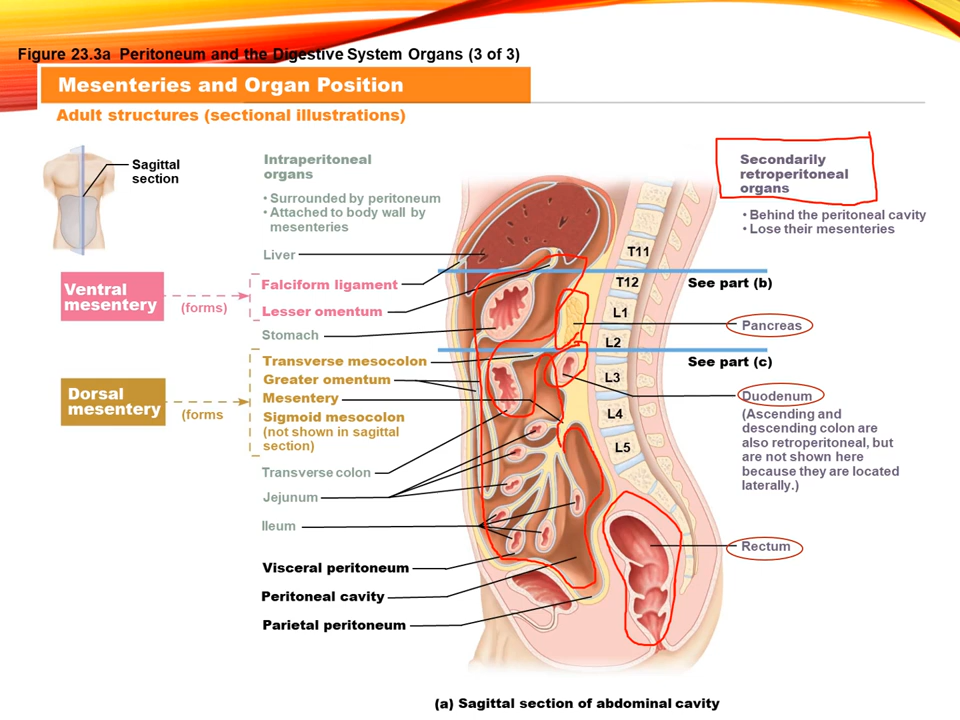 Figure 23.3a Peritoneum and the Digestive System Organs (3 of 3)
Mesenteries and Organ Position
Adult structures (sectional illustrations)
Sagittal
section
Intraperitoneal
organs
• Surrounded by peritoneum
• Attached to body wall by
mesenteries
Liver
Ventral
mesentery
(forms)
Falciform ligament
Lesser omentum
Stomach
Dorsal
mesentery
(forms
Transverse mesocolon
Greater omentum
Mesentery
Sigmoid mesocolon
(not shown in sagittal
section)
Transverse colon
Jejunum
Ileum
Visceral peritoneum
Peritoneal cavity
Parietal peritoneum
T11
T12
L1
L2
L3
L4
L5
Secondarily
retroperitoneal
organs
• Behind the peritoneal cavity
• Lose their mesenteries
See part (b)
Pancreas
See part (c)
Duodenum
(Ascending and
descending colon are
also retroperitoneal, but
are not shown here
because they are located
laterally.)
Rectum
(a) Sagittal section of abdominal cavity